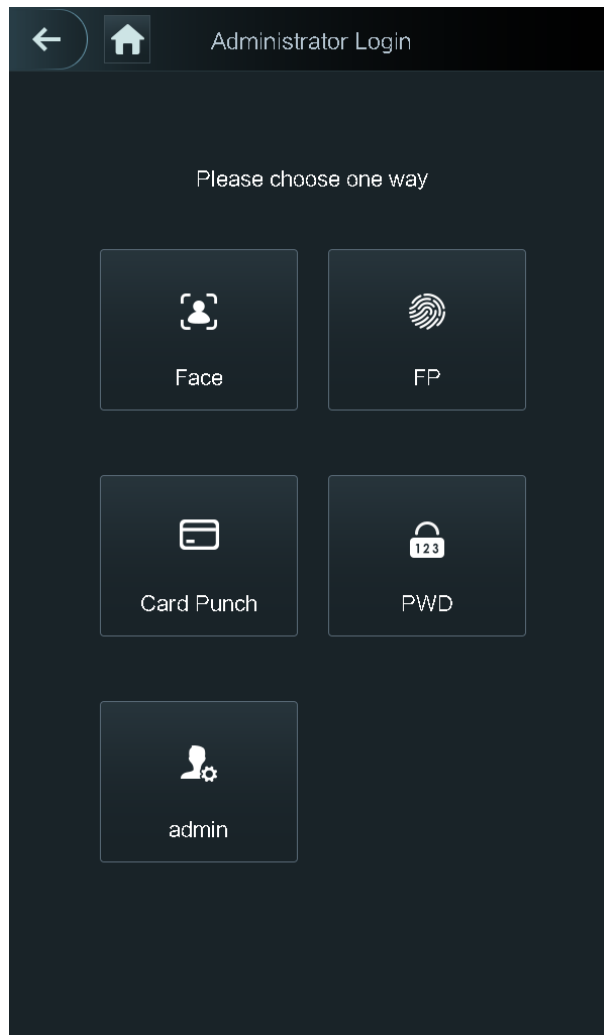 Administrator Login
Please choose one way
Face
FP
Card Punch
123
PWD
admin